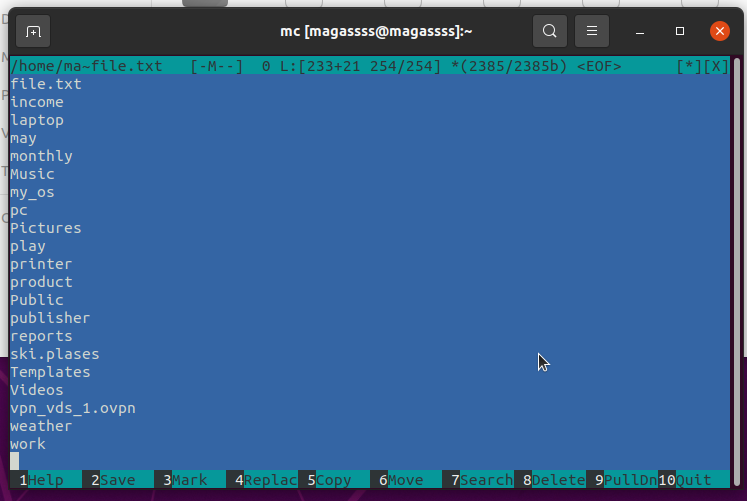 mc [magassss@magassss]:~
/home/ma~file.txt   [-M--]  0 L:[233+21 254/254] *(2385/2385b) <EOF>      [*][X]
file.txt
income
laptop
may
monthly
Music
my_os
pc
Pictures
play
printer
product
Public
publisher
reports
ski.plases
Templates
Videos
vpn_vds_1.ovpn
weather
work
1Help  2Save  3Mark  4Replac 5Copy  6Move  7Search 8Delete 9PullDn 10Quit